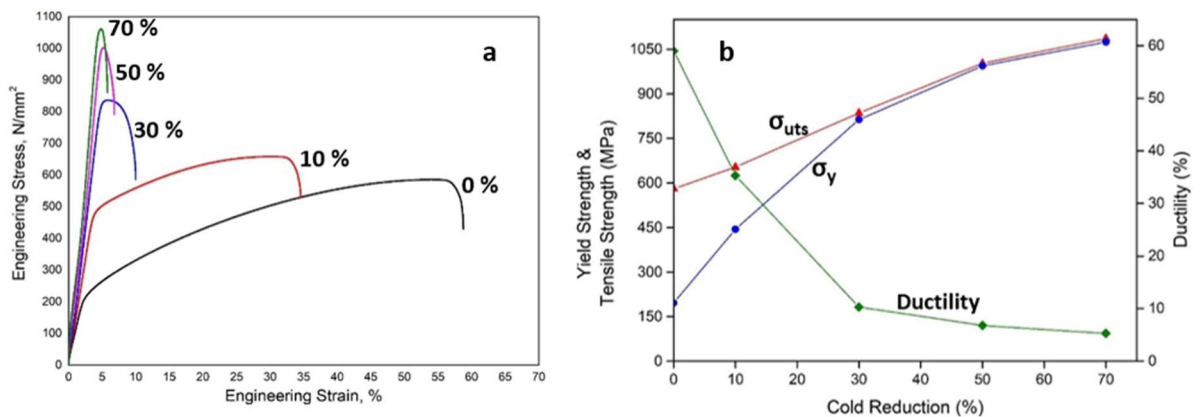 a
1100
1000
900
800
700
600
500
400
300
200
100
0
Engineering Stress, N/mm²
70 %
50 %
30 %
10 %
0 %
0 5 10 15 20 25 30 35 40 45 50 55 60 65 70
Engineering Strain, %
b
1050
900
750
600
450
300
150
0
Yield Strength &
Tensile Strength (MPa)
σuts
σy
Ductility
60
50
40
30
20
10
0
Ductility (%)
0 10 20 30 40 50 60 70
Cold Reduction (%)